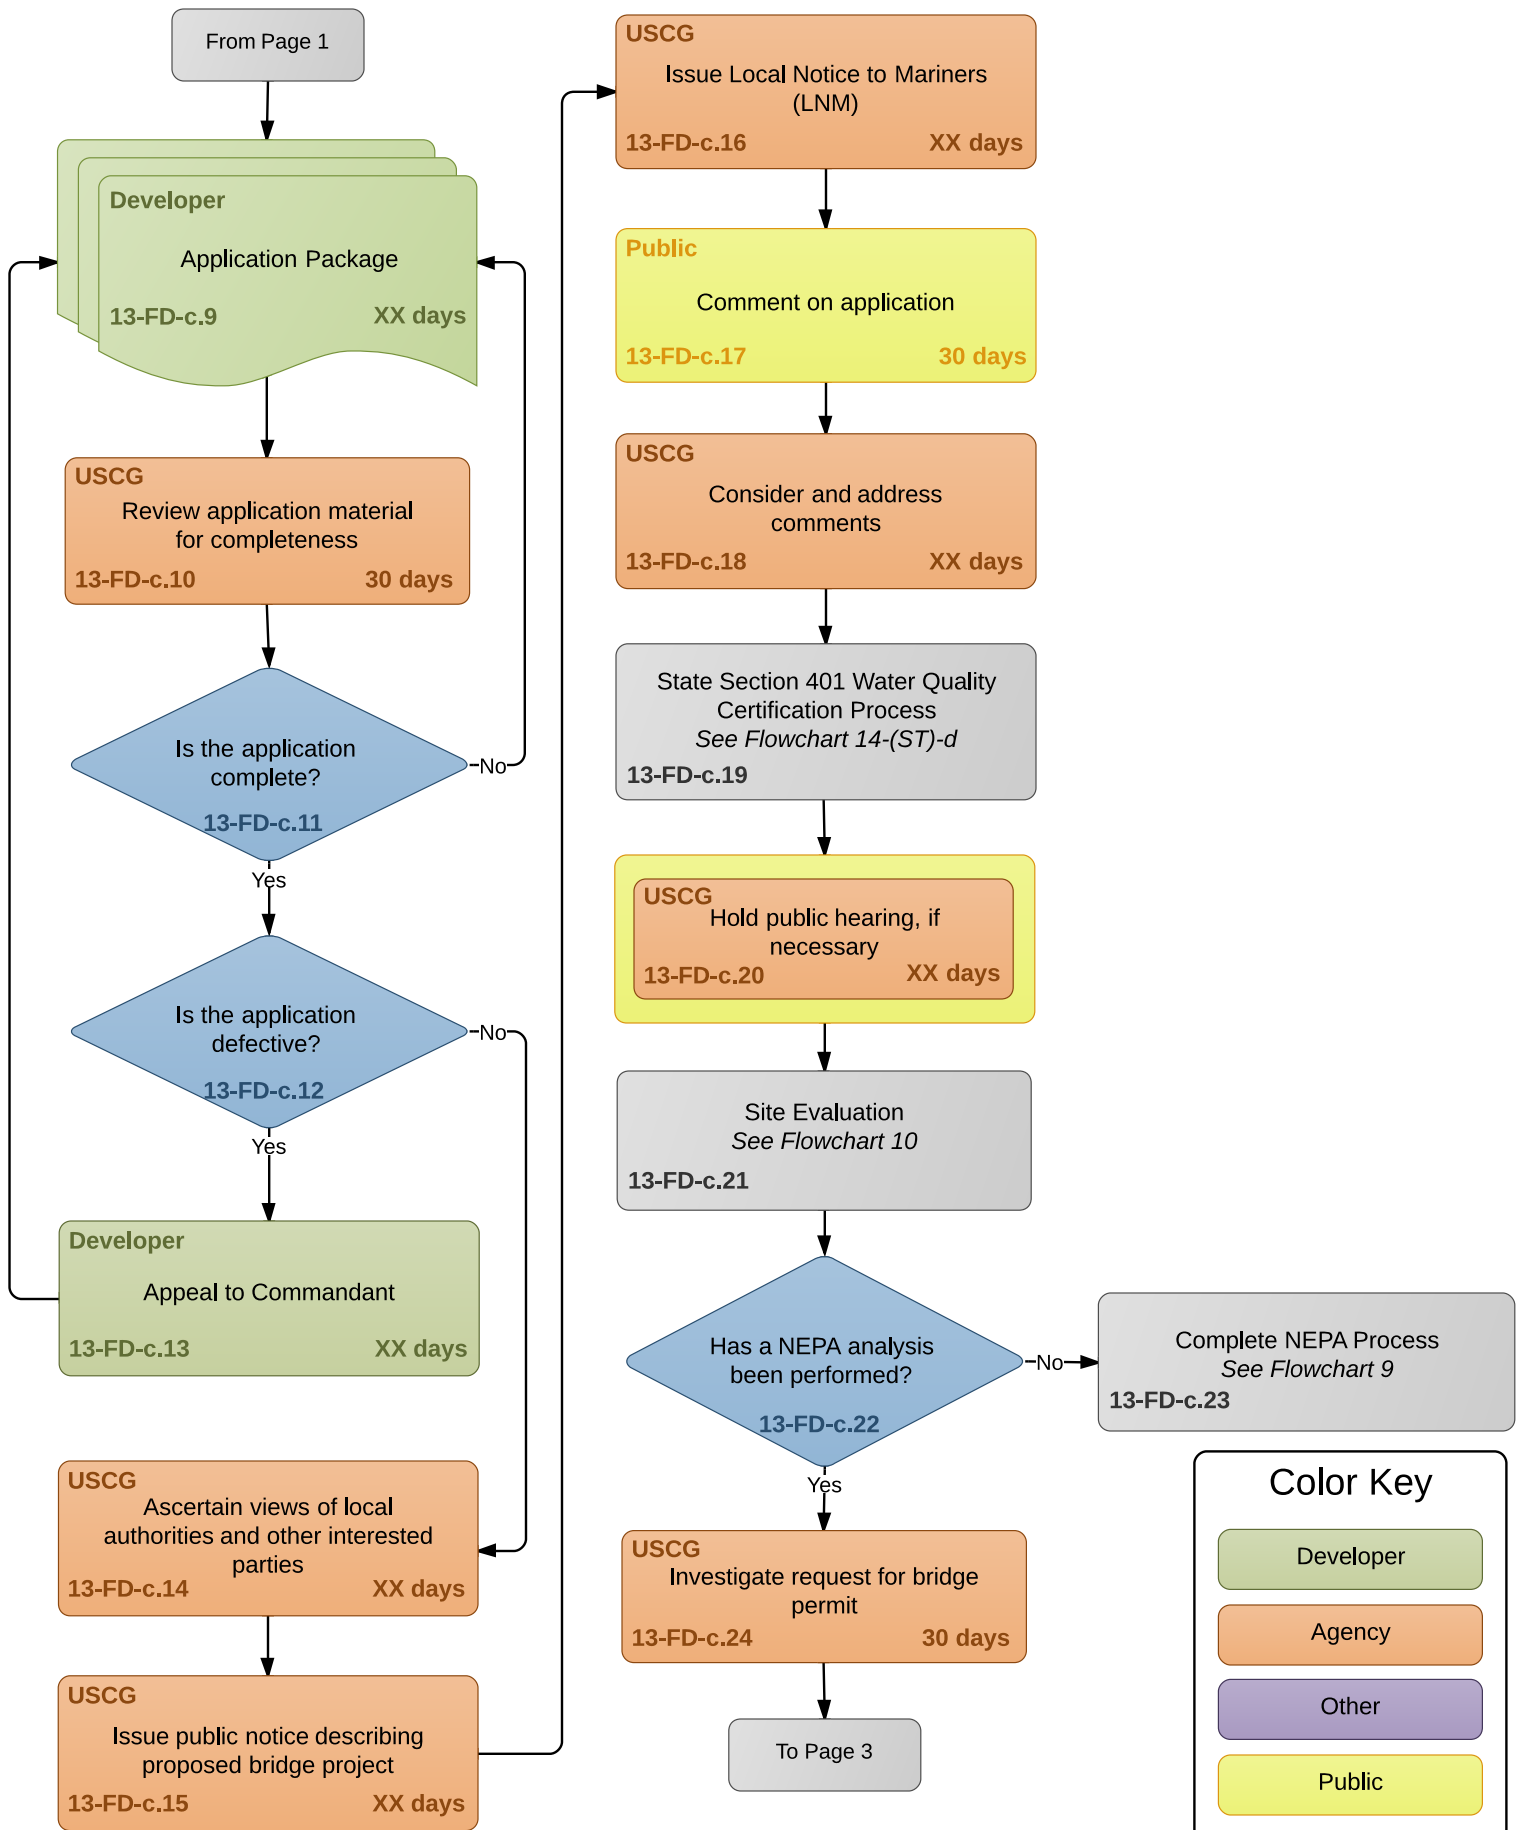 From Page 1
Developer
Application Package
13-FD-c.9 XX days
USCG
Review application material
for completeness
13-FD-c.10 30 days
Is the application
complete?
13-FD-c.11
No
Yes
Is the application
defective?
13-FD-c.12
No
Yes
Developer
Appeal to Commandant
13-FD-c.13 XX days
USCG
Ascertain views of local
authorities and other interested
parties
13-FD-c.14 XX days
USCG
Issue public notice describing
proposed bridge project
13-FD-c.15 XX days
USCG
Issue Local Notice to Mariners
(LNM)
13-FD-c.16 XX days
Public
Comment on application
13-FD-c.17 30 days
USCG
Consider and address
comments
13-FD-c.18 XX days
State Section 401 Water Quality
Certification Process
See Flowchart 14-(ST)-d
13-FD-c.19
USCG
Hold public hearing, if
necessary
13-FD-c.20 XX days
Site Evaluation
See Flowchart 10
13-FD-c.21
Has a NEPA analysis
been performed?
13-FD-c.22
No
Complete NEPA Process
See Flowchart 9
13-FD-c.23
Yes
USCG
Investigate request for bridge
permit
13-FD-c.24 30 days
To Page 3
Color Key
Developer
Agency
Other
Public